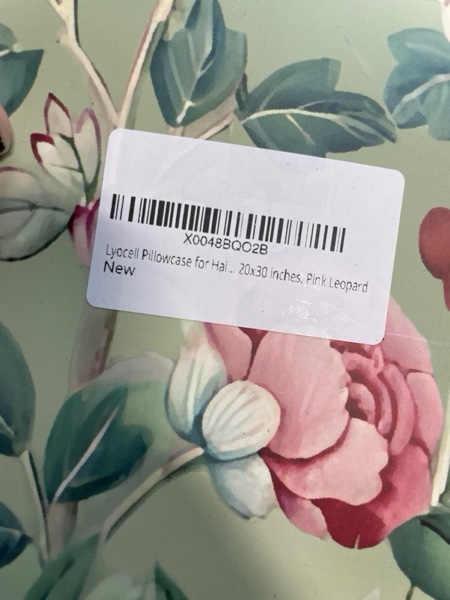 X0048BQO2B
Lyocell Pillowcase for Hai... 20x30 inches, Pink Leopard
New